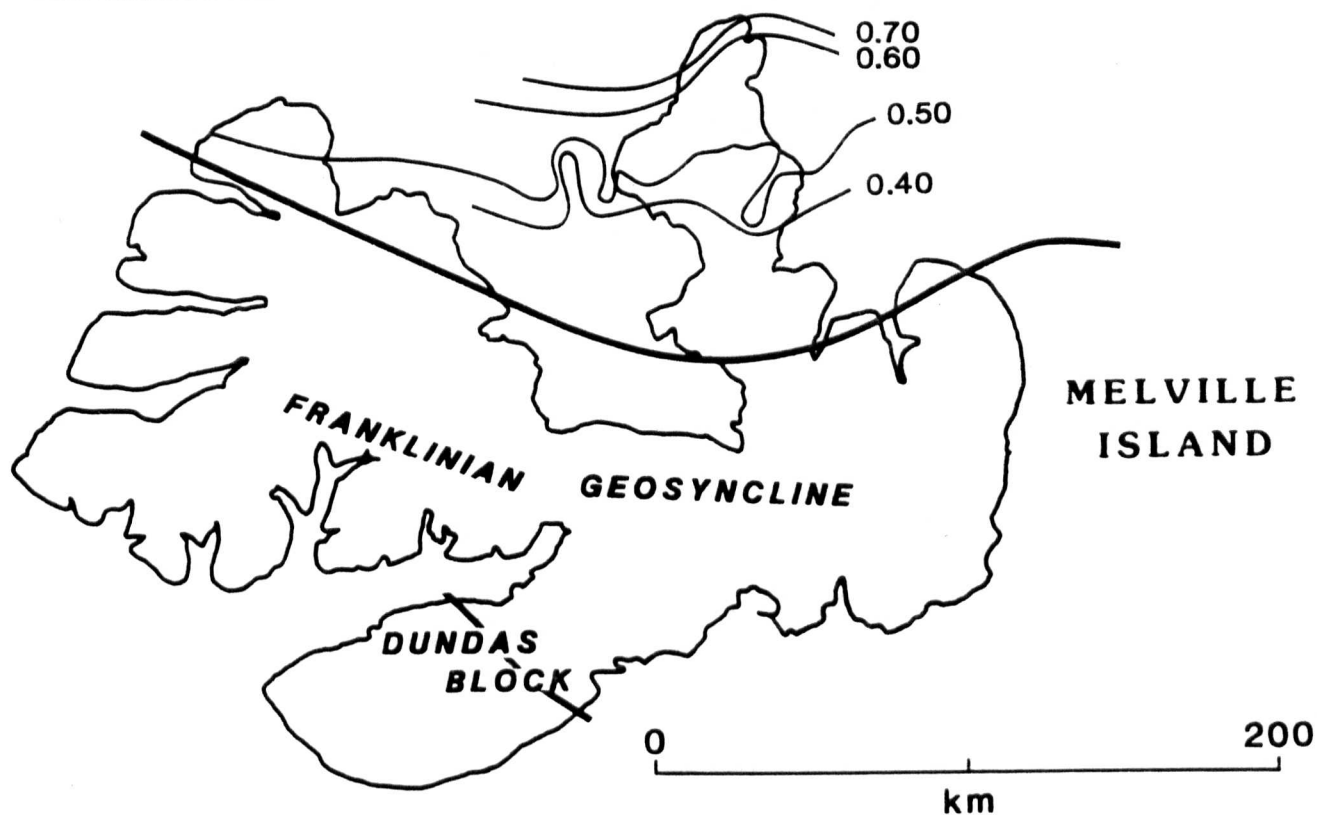 0.70
0.60
0.50
0.40
MELVILLE
ISLAND
FRANKLINIAN GEOSYNCLINE
DUNDAS
BLOCK
0 200
km